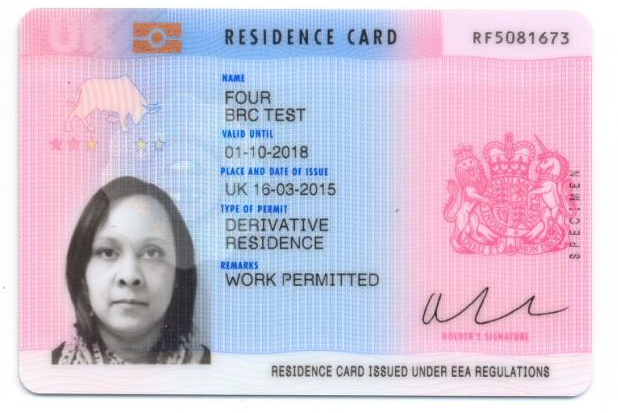 UK
RESIDENCE CARD
RF5081673
NAME
FOUR
BRC TEST
VALID UNTIL
01-10-2018
PLACE AND DATE OF ISSUE
UK 16-03-2015
TYPE OF PERMIT
DERIVATIVE
RESIDENCE
REMARKS
WORK PERMITTED
SPECIMEN
HOLDER'S SIGNATURE
RESIDENCE CARD ISSUED UNDER EEA REGULATIONS